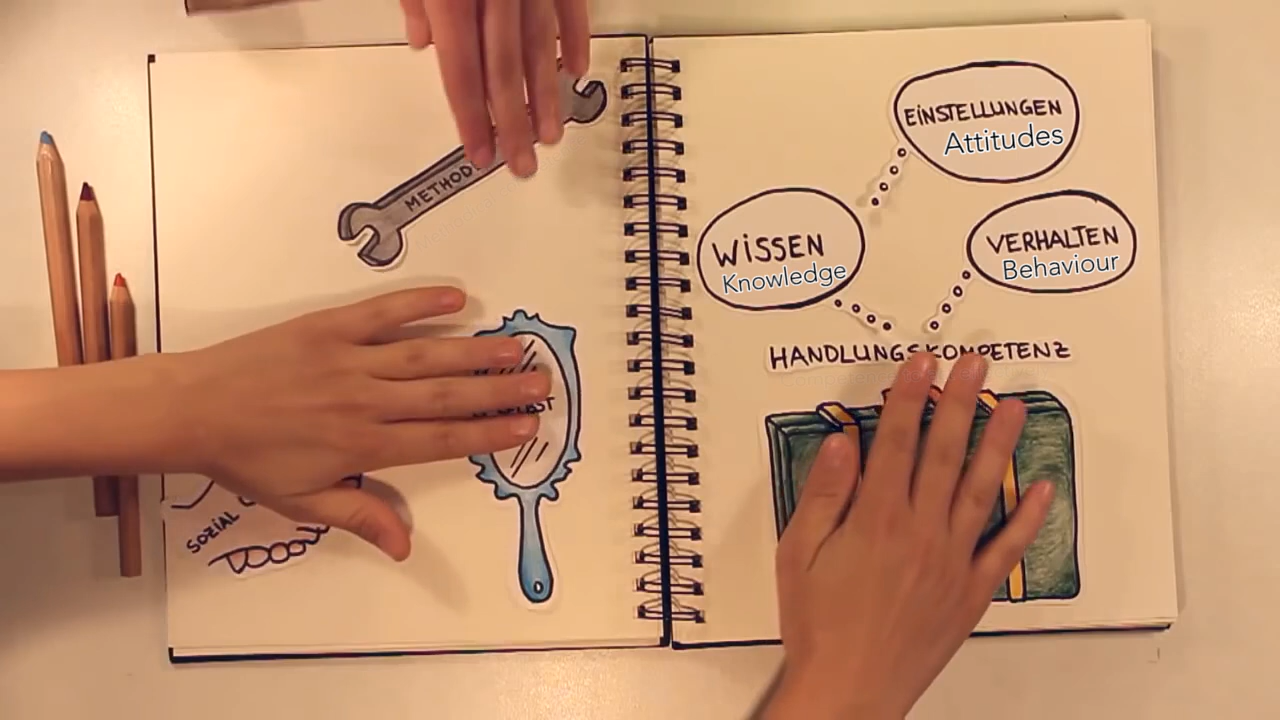 METHOD
SOZIAL
EiNSTELLUNGEN
Attitudes
WiSSEN
Knowledge
VERHALTEN
Behaviour
HANDLUNGSKOMPETENZ